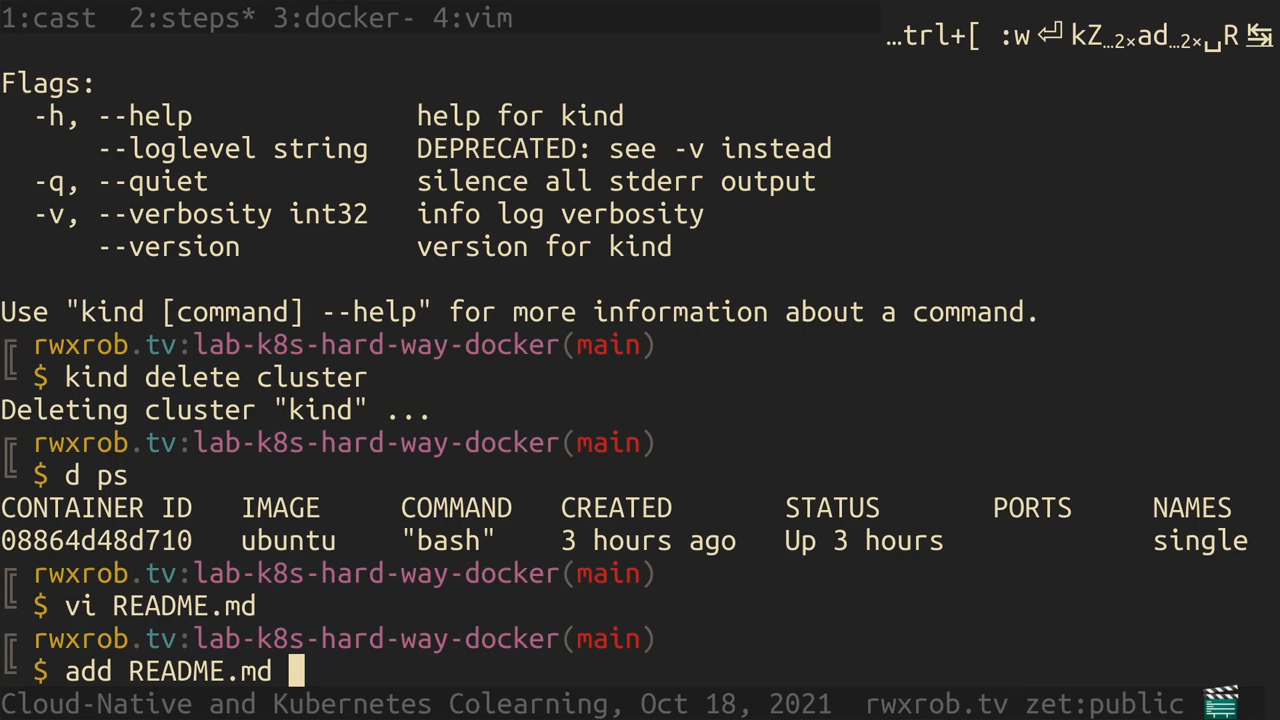 1:cast  2:steps* 3:docker- 4:vim
…trl+[ :w⏎kZ…2×ad…2×␣R↹
Flags:
-h, --help help for kind
--loglevel string DEPRECATED: see -v instead
-q, --quiet silence all stderr output
-v, --verbosity int32 info log verbosity
--version version for kind
Use "kind [command] --help" for more information about a command.
rwxrob.tv:lab-k8s-hard-way-docker(main)
$ kind delete cluster
Deleting cluster "kind" ...
rwxrob.tv:lab-k8s-hard-way-docker(main)
$ d ps
CONTAINER ID IMAGE COMMAND CREATED STATUS PORTS NAMES
08864d48d710 ubuntu "bash" 3 hours ago Up 3 hours single
rwxrob.tv:lab-k8s-hard-way-docker(main)
$ vi README.md
rwxrob.tv:lab-k8s-hard-way-docker(main)
$ add README.md
Cloud-Native and Kubernetes Colearning, Oct 18, 2021 rwxrob.tv zet:public